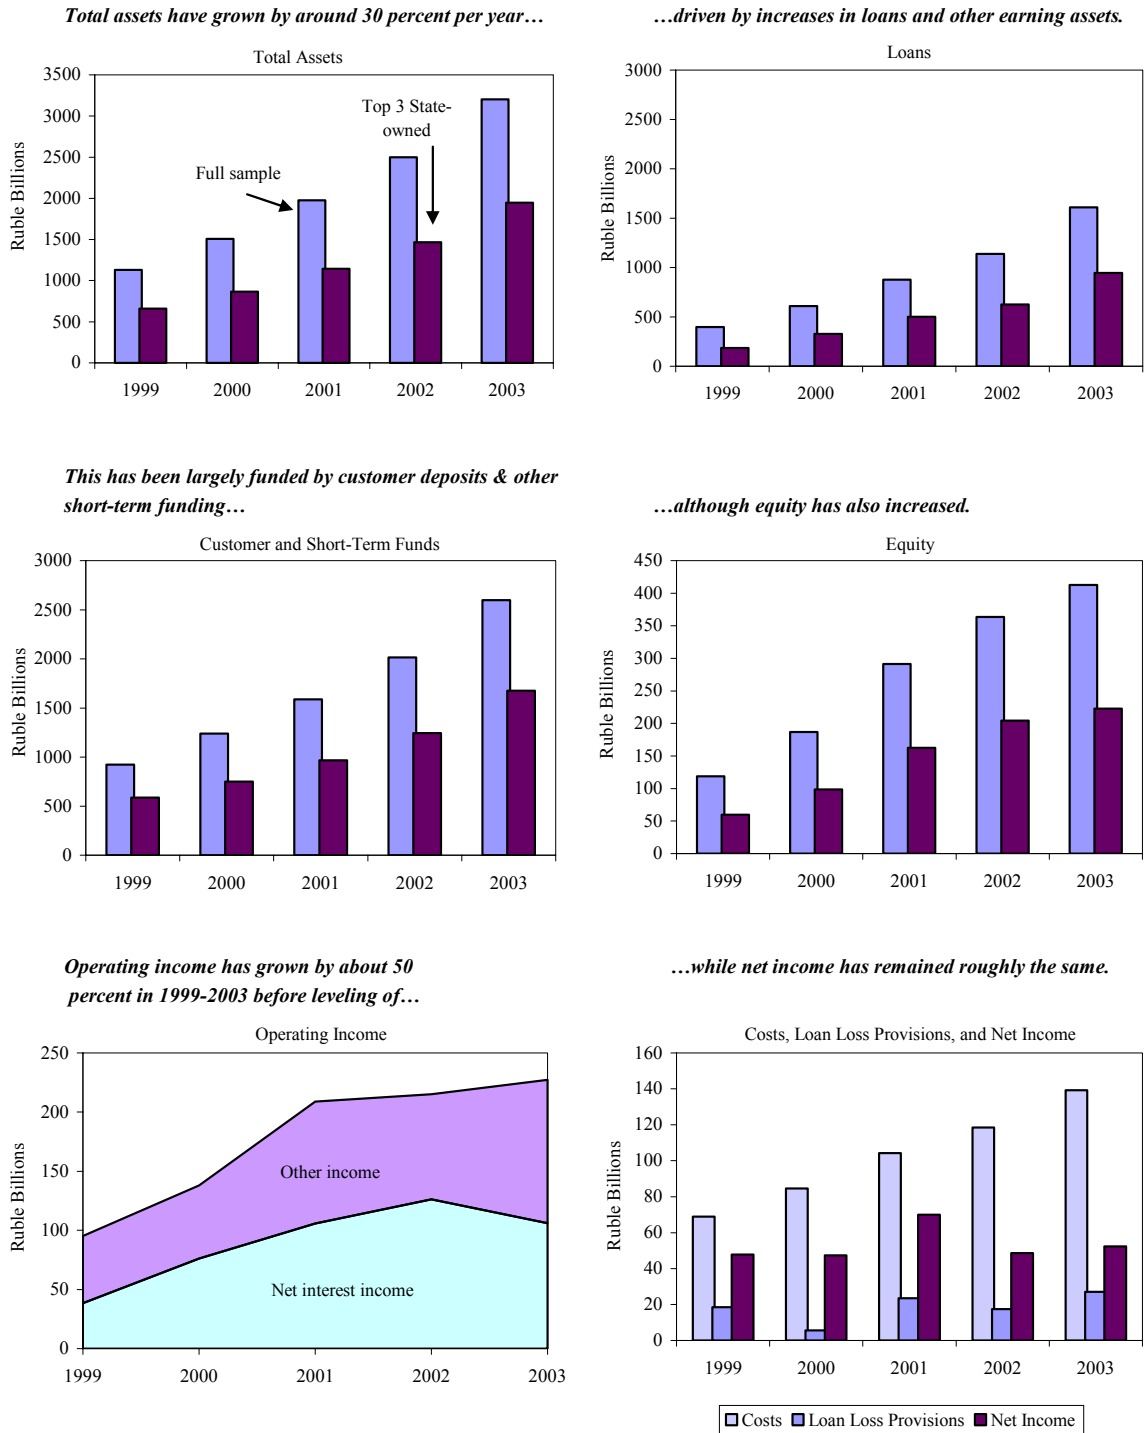 Total assets have grown by around 30 percent per year…
…driven by increases in loans and other earning assets.
Total Assets
Ruble Billions
3500
3000
2500
2000
1500
1000
500
0
Full sample
Top 3 State-
owned
1999 2000 2001 2002 2003
Loans
Ruble Billions
3000
2500
2000
1500
1000
500
0
1999 2000 2001 2002 2003
This has been largely funded by customer deposits & other
short-term funding…
…although equity has also increased.
Customer and Short-Term Funds
Ruble Billions
3000
2500
2000
1500
1000
500
0
1999 2000 2001 2002 2003
Equity
Ruble Billions
450
400
350
300
250
200
150
100
50
0
1999 2000 2001 2002 2003
Operating income has grown by about 50
percent in 1999-2003 before leveling of…
…while net income has remained roughly the same.
Operating Income
Ruble Billions
250
200
150
100
50
0
Other income
Net interest income
1999 2000 2001 2002 2003
Costs, Loan Loss Provisions, and Net Income
Ruble Billions
160
140
120
100
80
60
40
20
0
1999 2000 2001 2002 2003
Costs Loan Loss Provisions Net Income